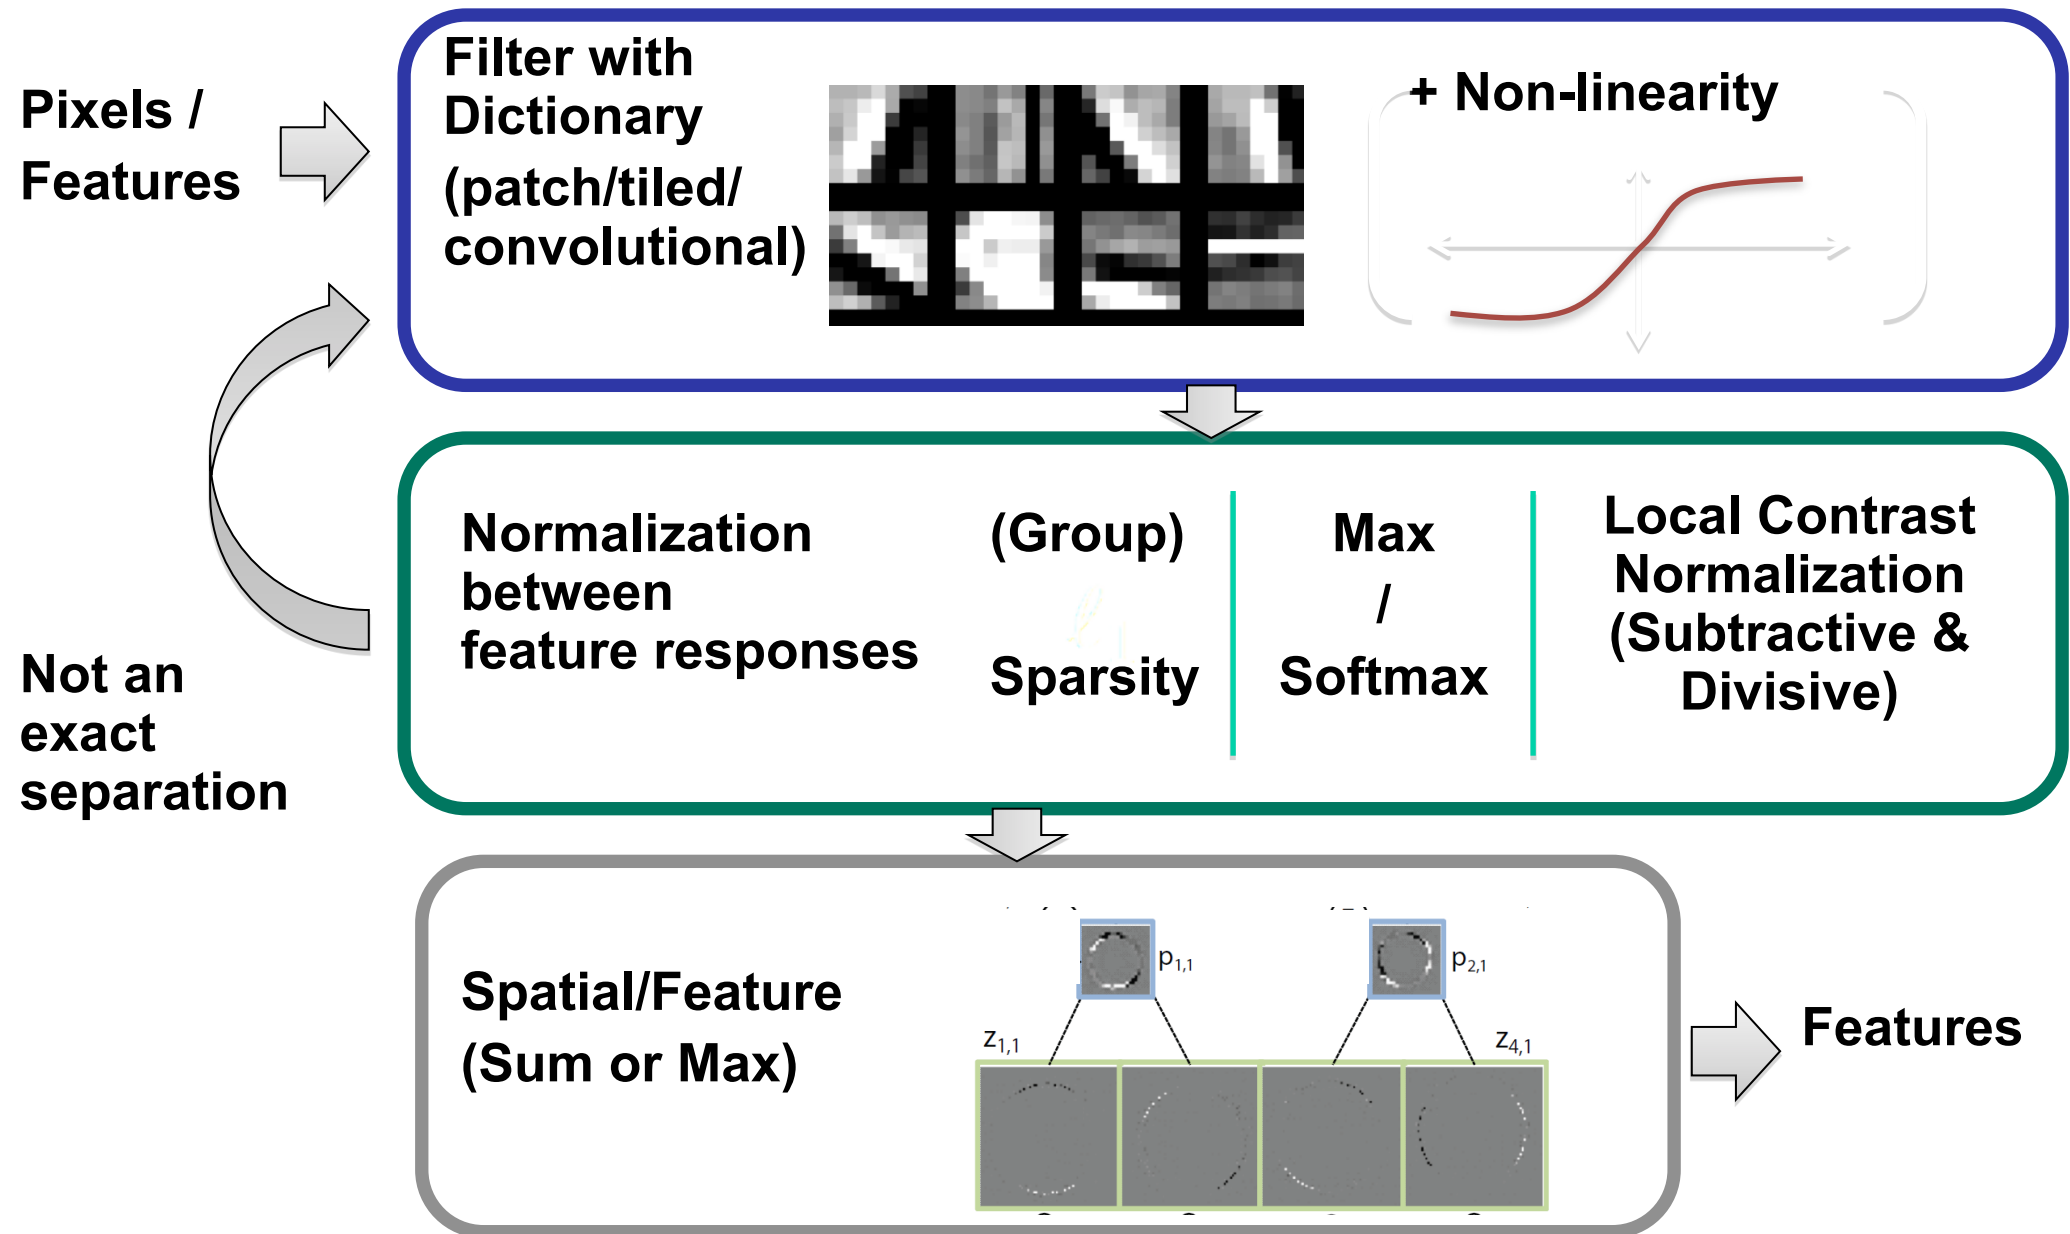 Pixels /
Features
Filter with
Dictionary
(patch/tiled/
convolutional)
+ Non-linearity
Not an
exact
separation
Normalization
between
feature responses
(Group)
Sparsity
Max
/
Softmax
Local Contrast
Normalization
(Subtractive &
Divisive)
Spatial/Feature
(Sum or Max)
p1,1
p2,1
z1,1
z4,1
Features